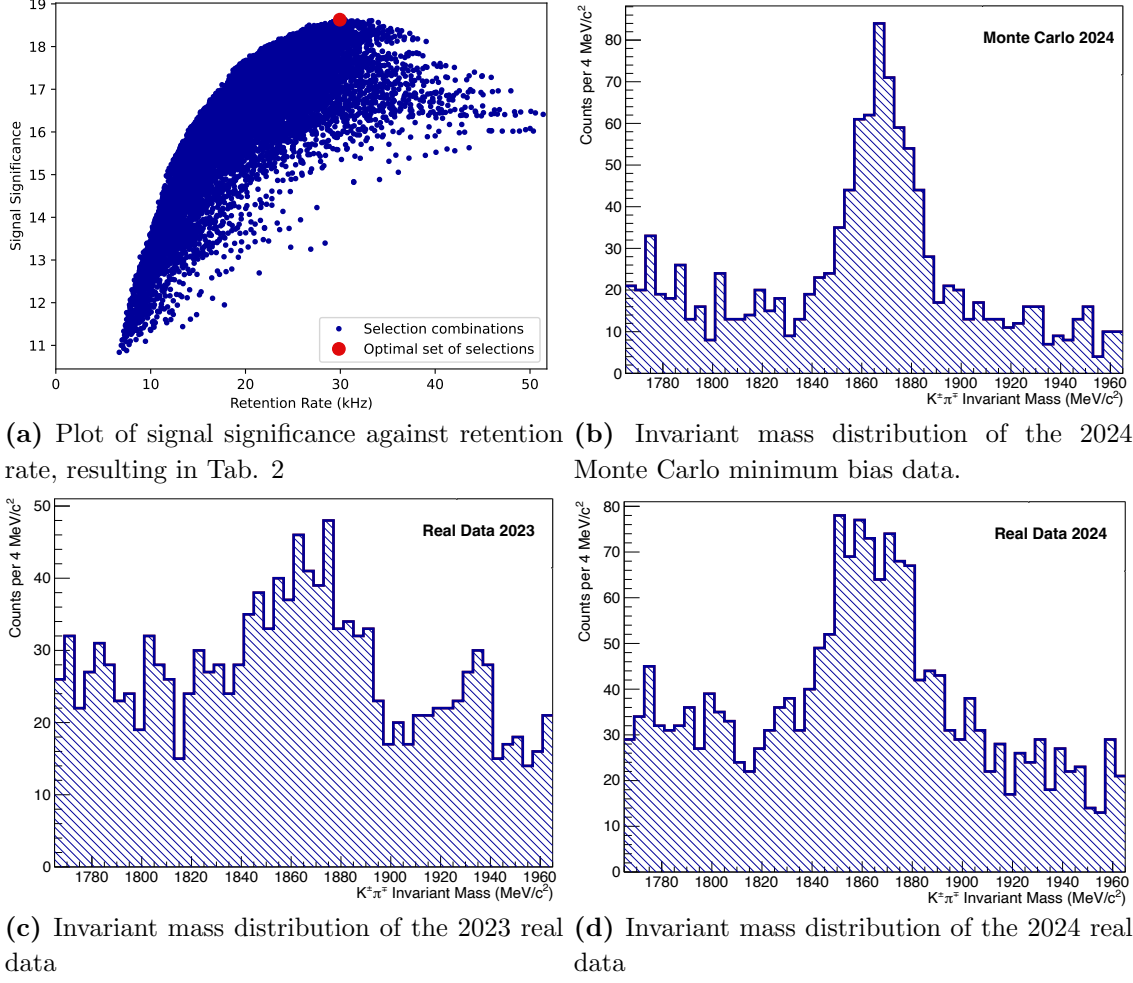 19
18
17
16
15
14
13
12
11
Signal Significance
0 10 20 30 40 50
Retention Rate (kHz)
Selection combinations
Optimal set of selections
Monte Carlo 2024
Counts per 4 MeV/c²
80
70
60
50
40
30
20
10
0
1780 1800 1820 1840 1860 1880 1900 1920 1940 1960
K±π∓ Invariant Mass (MeV/c²)
(a) Plot of signal significance against retention
rate, resulting in Tab. 2
(b) Invariant mass distribution of the 2024
Monte Carlo minimum bias data.
Real Data 2023
Counts per 4 MeV/c²
50
40
30
20
10
0
1780 1800 1820 1840 1860 1880 1900 1920 1940 1960
K±π∓ Invariant Mass (MeV/c²)
Real Data 2024
Counts per 4 MeV/c²
80
70
60
50
40
30
20
10
0
1780 1800 1820 1840 1860 1880 1900 1920 1940 1960
K±π∓ Invariant Mass (MeV/c²)
(c) Invariant mass distribution of the 2023 real
data
(d) Invariant mass distribution of the 2024 real
data